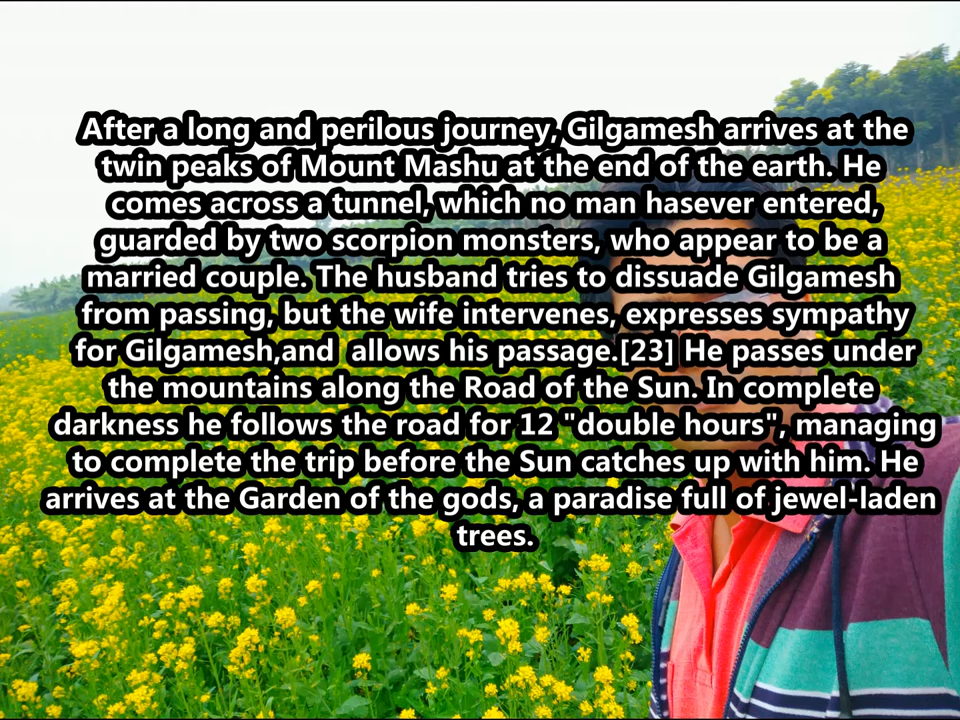 After a long and perilous journey, Gilgamesh arrives at the
twin peaks of Mount Mashu at the end of the earth. He
comes across a tunnel, which no man hasever entered,
guarded by two scorpion monsters, who appear to be a
married couple. The husband tries to dissuade Gilgamesh
from passing, but the wife intervenes, expresses sympathy
for Gilgamesh,and  allows his passage.[23] He passes under
the mountains along the Road of the Sun. In complete
darkness he follows the road for 12 "double hours", managing
to complete the trip before the Sun catches up with him. He
arrives at the Garden of the gods, a paradise full of jewel-laden
trees.